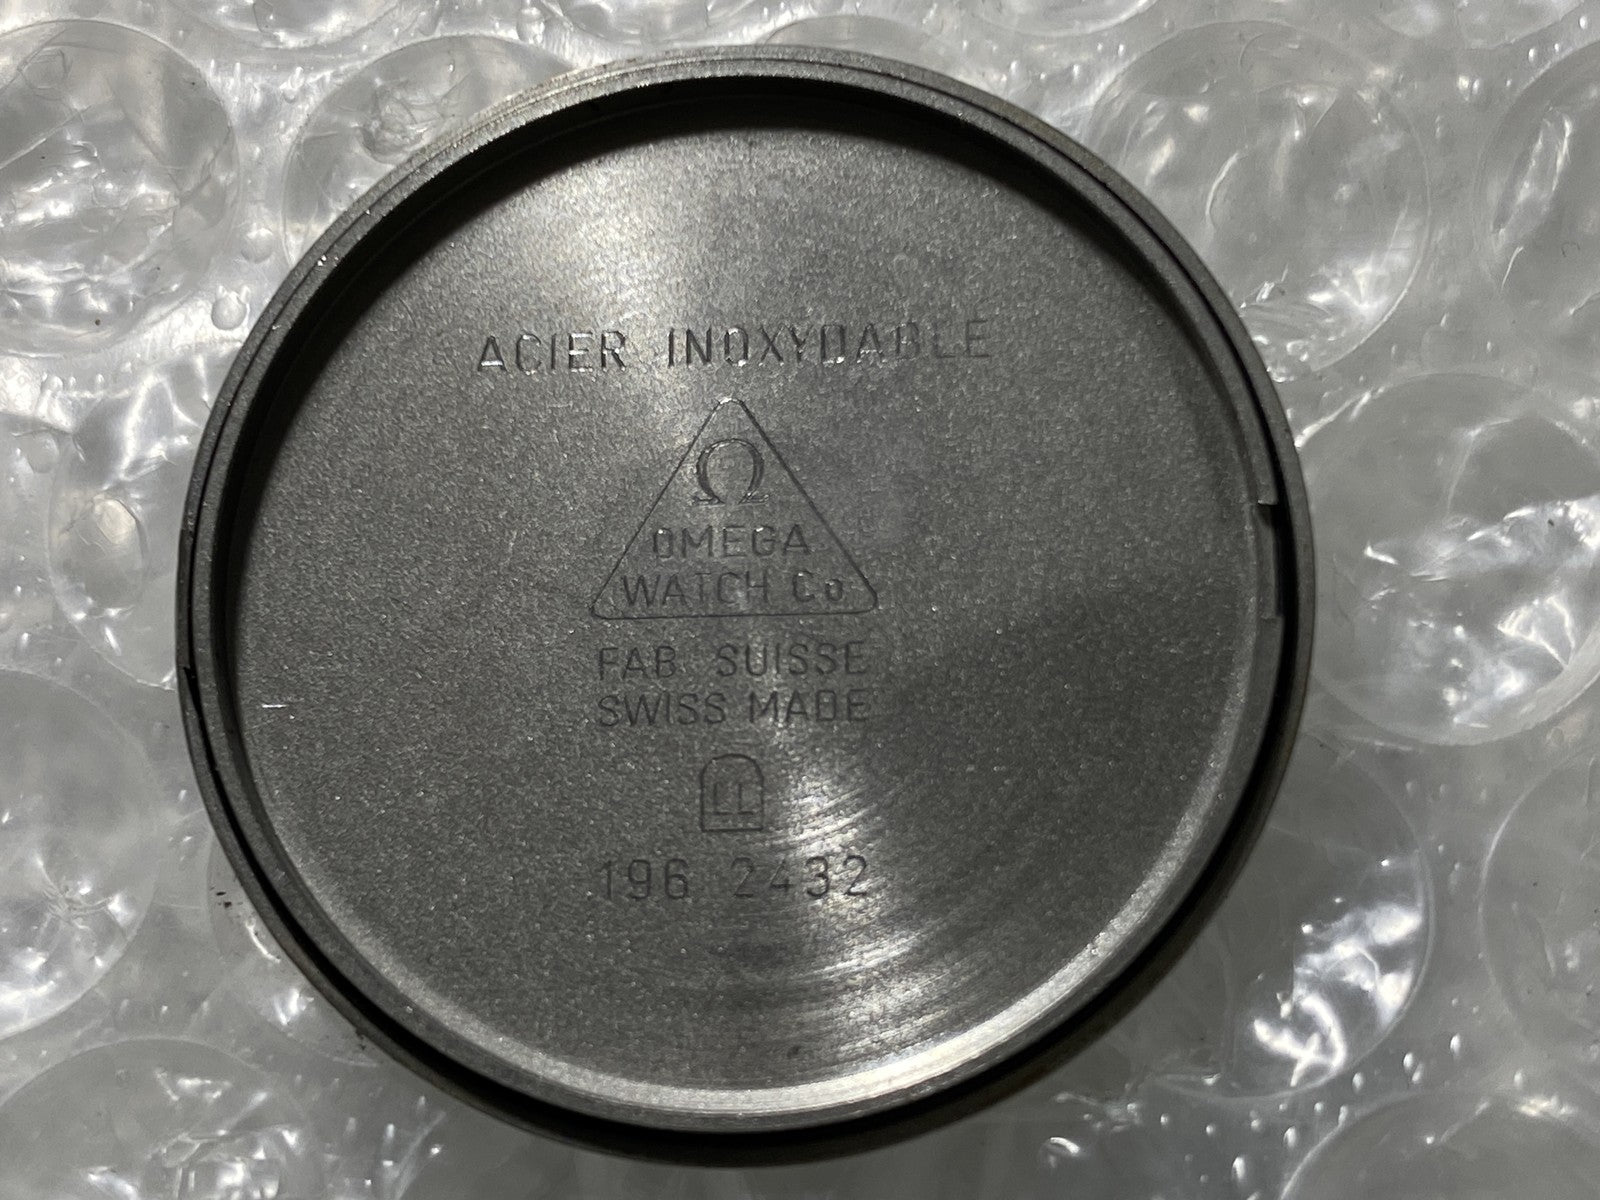 ACIER INOXYDABLE
Ω
OMEGA
WATCH Co
FAB. SUISSE
SWISS MADE
F
196 2432